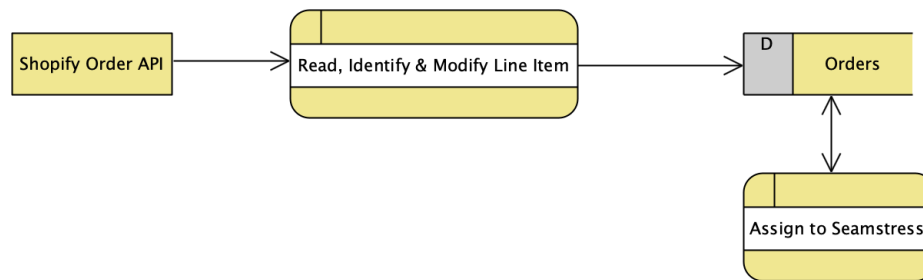 Shopify Order API
Read, Identify & Modify Line Item
D
Orders
Assign to Seamstress